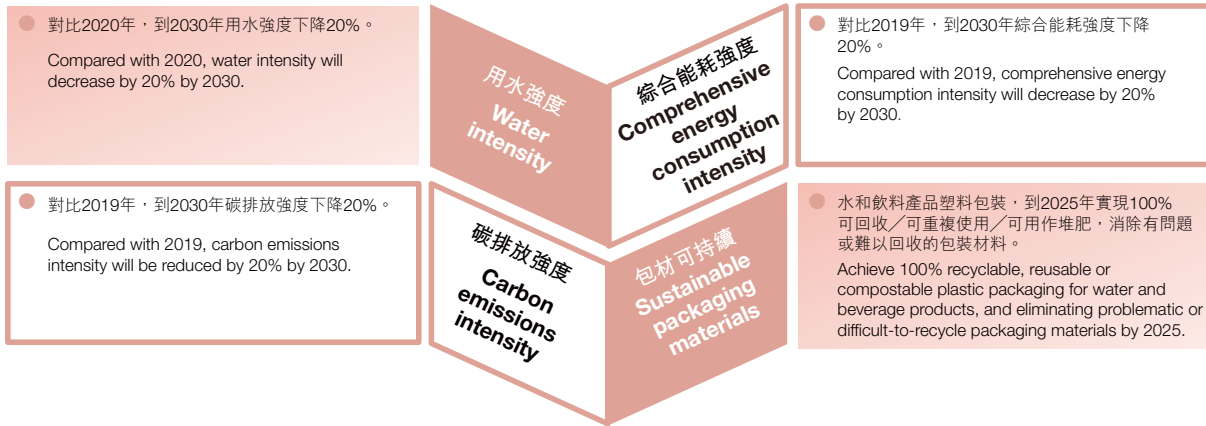 對比2020年，到2030年用水強度下降20%。
Compared with 2020, water intensity will
decrease by 20% by 2030.
用水強度
Water
intensity
綜合能耗強度
Comprehensive
energy
consumption
intensity
對比2019年，到2030年綜合能耗強度下降
20%。
Compared with 2019, comprehensive energy
consumption intensity will decrease by 20%
by 2030.
對比2019年，到2030年碳排放強度下降20%。
Compared with 2019, carbon emissions
intensity will be reduced by 20% by 2030.
碳排放強度
Carbon
emissions
intensity
包材可持續
Sustainable
packaging
materials
水和飲料產品塑料包裝，到2025年實現100%
可回收／可重複使用／可用作堆肥，消除有問題
或難以回收的包裝材料。
Achieve 100% recyclable, reusable or
compostable plastic packaging for water and
beverage products, and eliminating problematic or
difficult-to-recycle packaging materials by 2025.